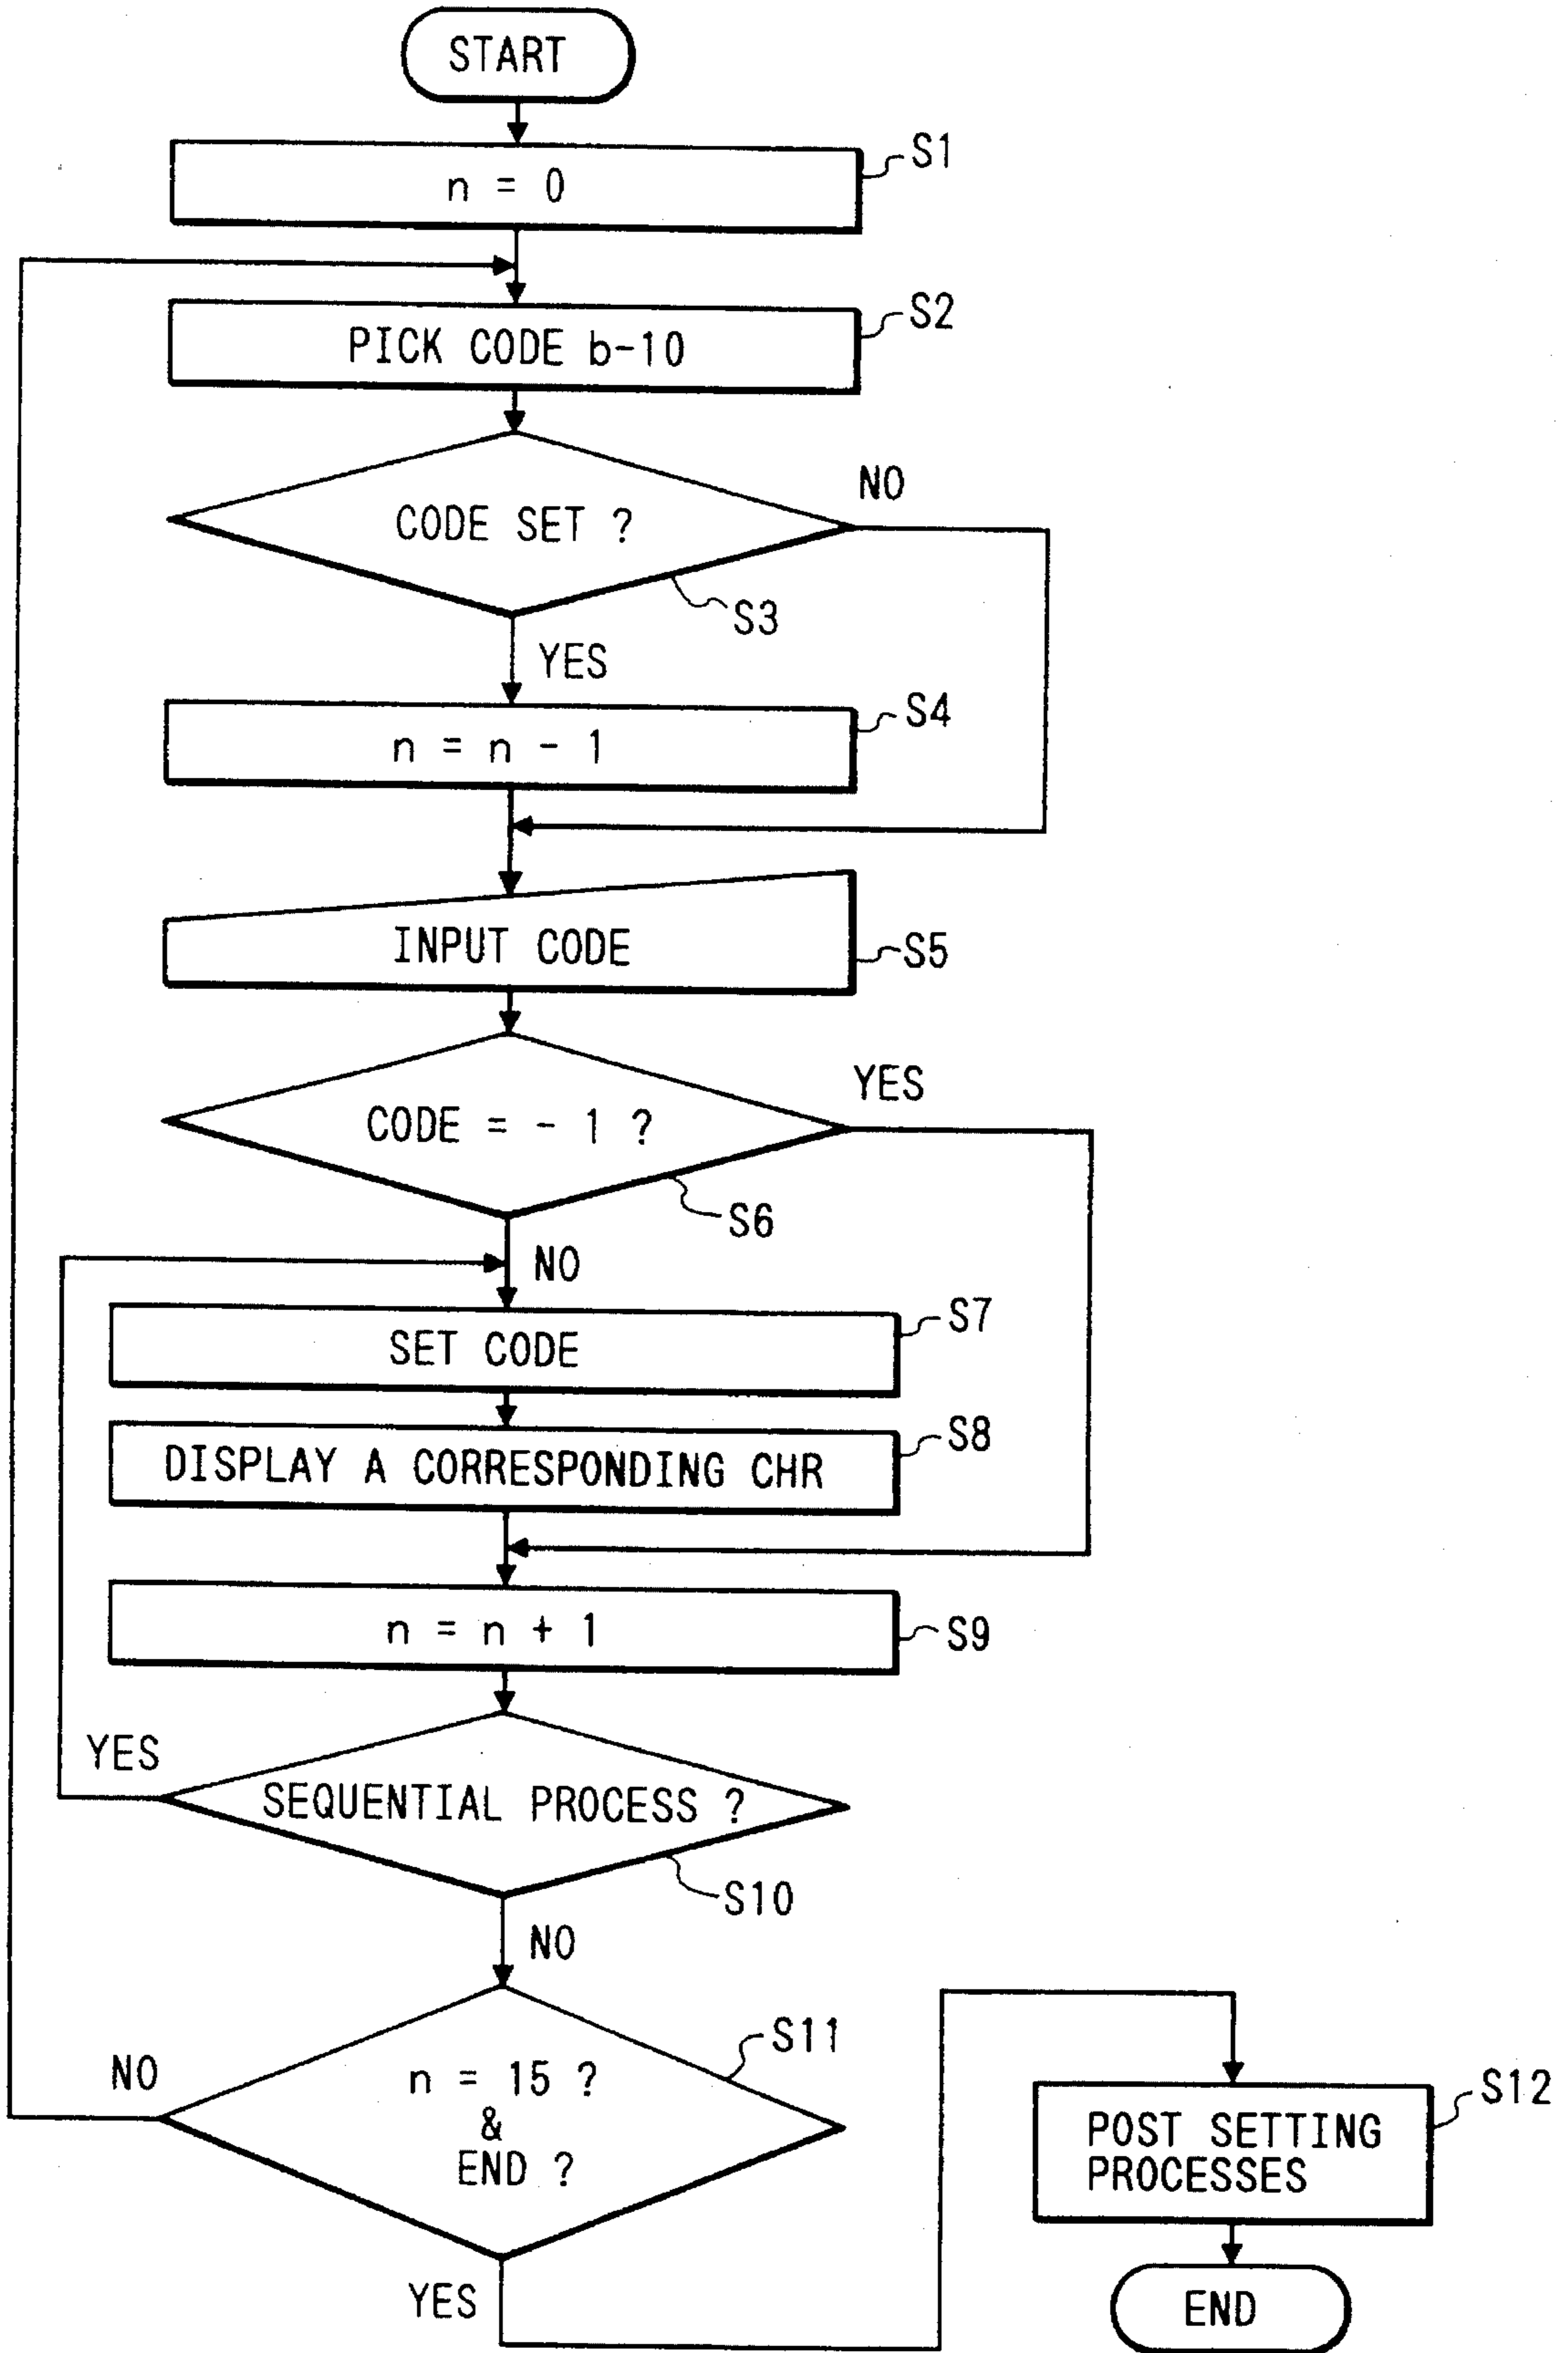 START
n = 0
S1
PICK CODE b-10
S2
CODE SET ?
NO
S3
YES
n = n - 1
S4
INPUT CODE
S5
CODE = - 1 ?
YES
S6
NO
SET CODE
S7
DISPLAY A CORRESPONDING CHR
S8
n = n + 1
S9
YES
SEQUENTIAL PROCESS ?
S10
NO
NO
n = 15 ?
&
END ?
S11
YES
POST SETTING
PROCESSES
S12
END